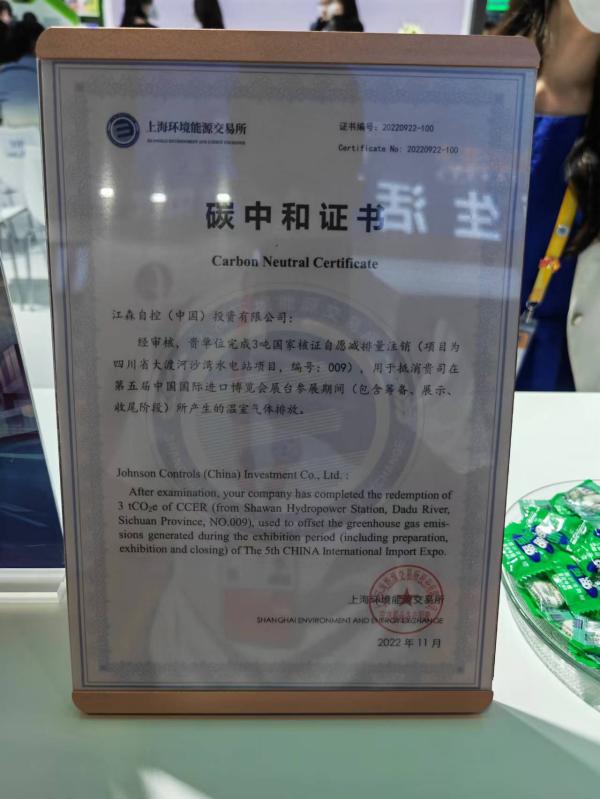 上海环境能源交易所
SHANGHAI ENVIRONMENT AND ENERGY EXCHANGE
证书编号：20220922-100
Certificate No: 20220922-100
碳中和证书
Carbon Neutral Certificate
江森自控（中国）投资有限公司：
经审核，贵单位完成3吨国家核证自愿减排量注销（项目为
四川省大渡河沙湾水电站项目，编号：009），用于抵消贵司在
第五届中国国际进口博览会展台参展期间（包含筹备、展示、
收尾阶段）所产生的温室气体排放。
Johnson Controls (China) Investment Co., Ltd. :
After examination, your company has completed the redemption of
3 tCO₂e of CCER (from Shawan Hydropower Station, Dadu River,
Sichuan Province, NO.009), used to offset the greenhouse gas emis-
sions generated during the exhibition period (including preparation,
exhibition and closing) of The 5th CHINA International Import Expo.
上海环境能源交易所
SHANGHAI ENVIRONMENT AND ENERGY EXCHANGE
2022 年 11 月
生活